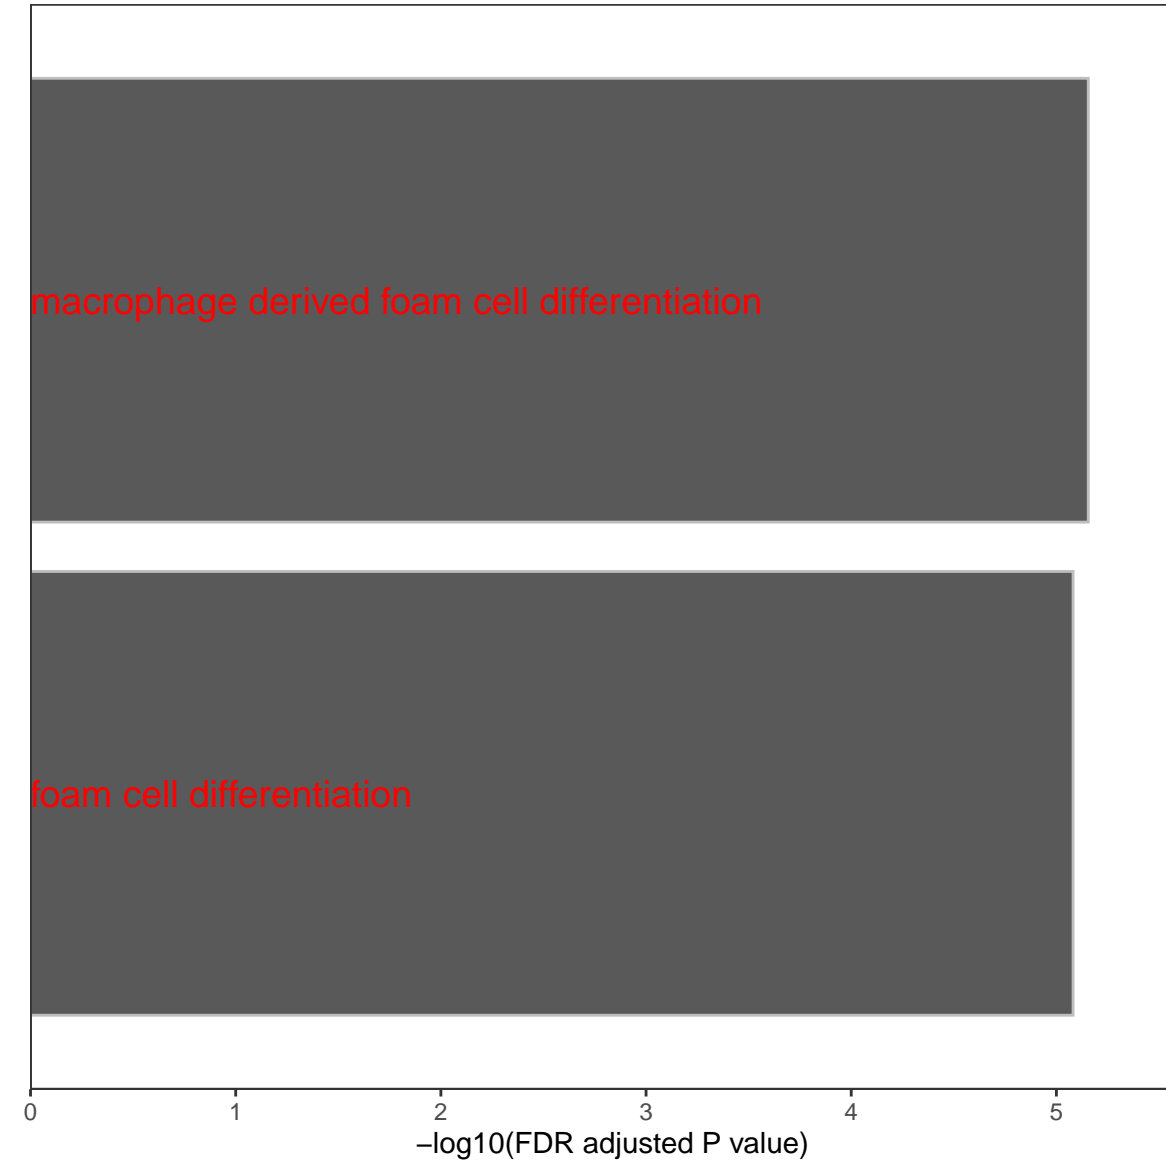 macrophage derived foam cell differentiation
foam cell differentiation
0 1 2 3 4 5
−log10(FDR adjusted P value)